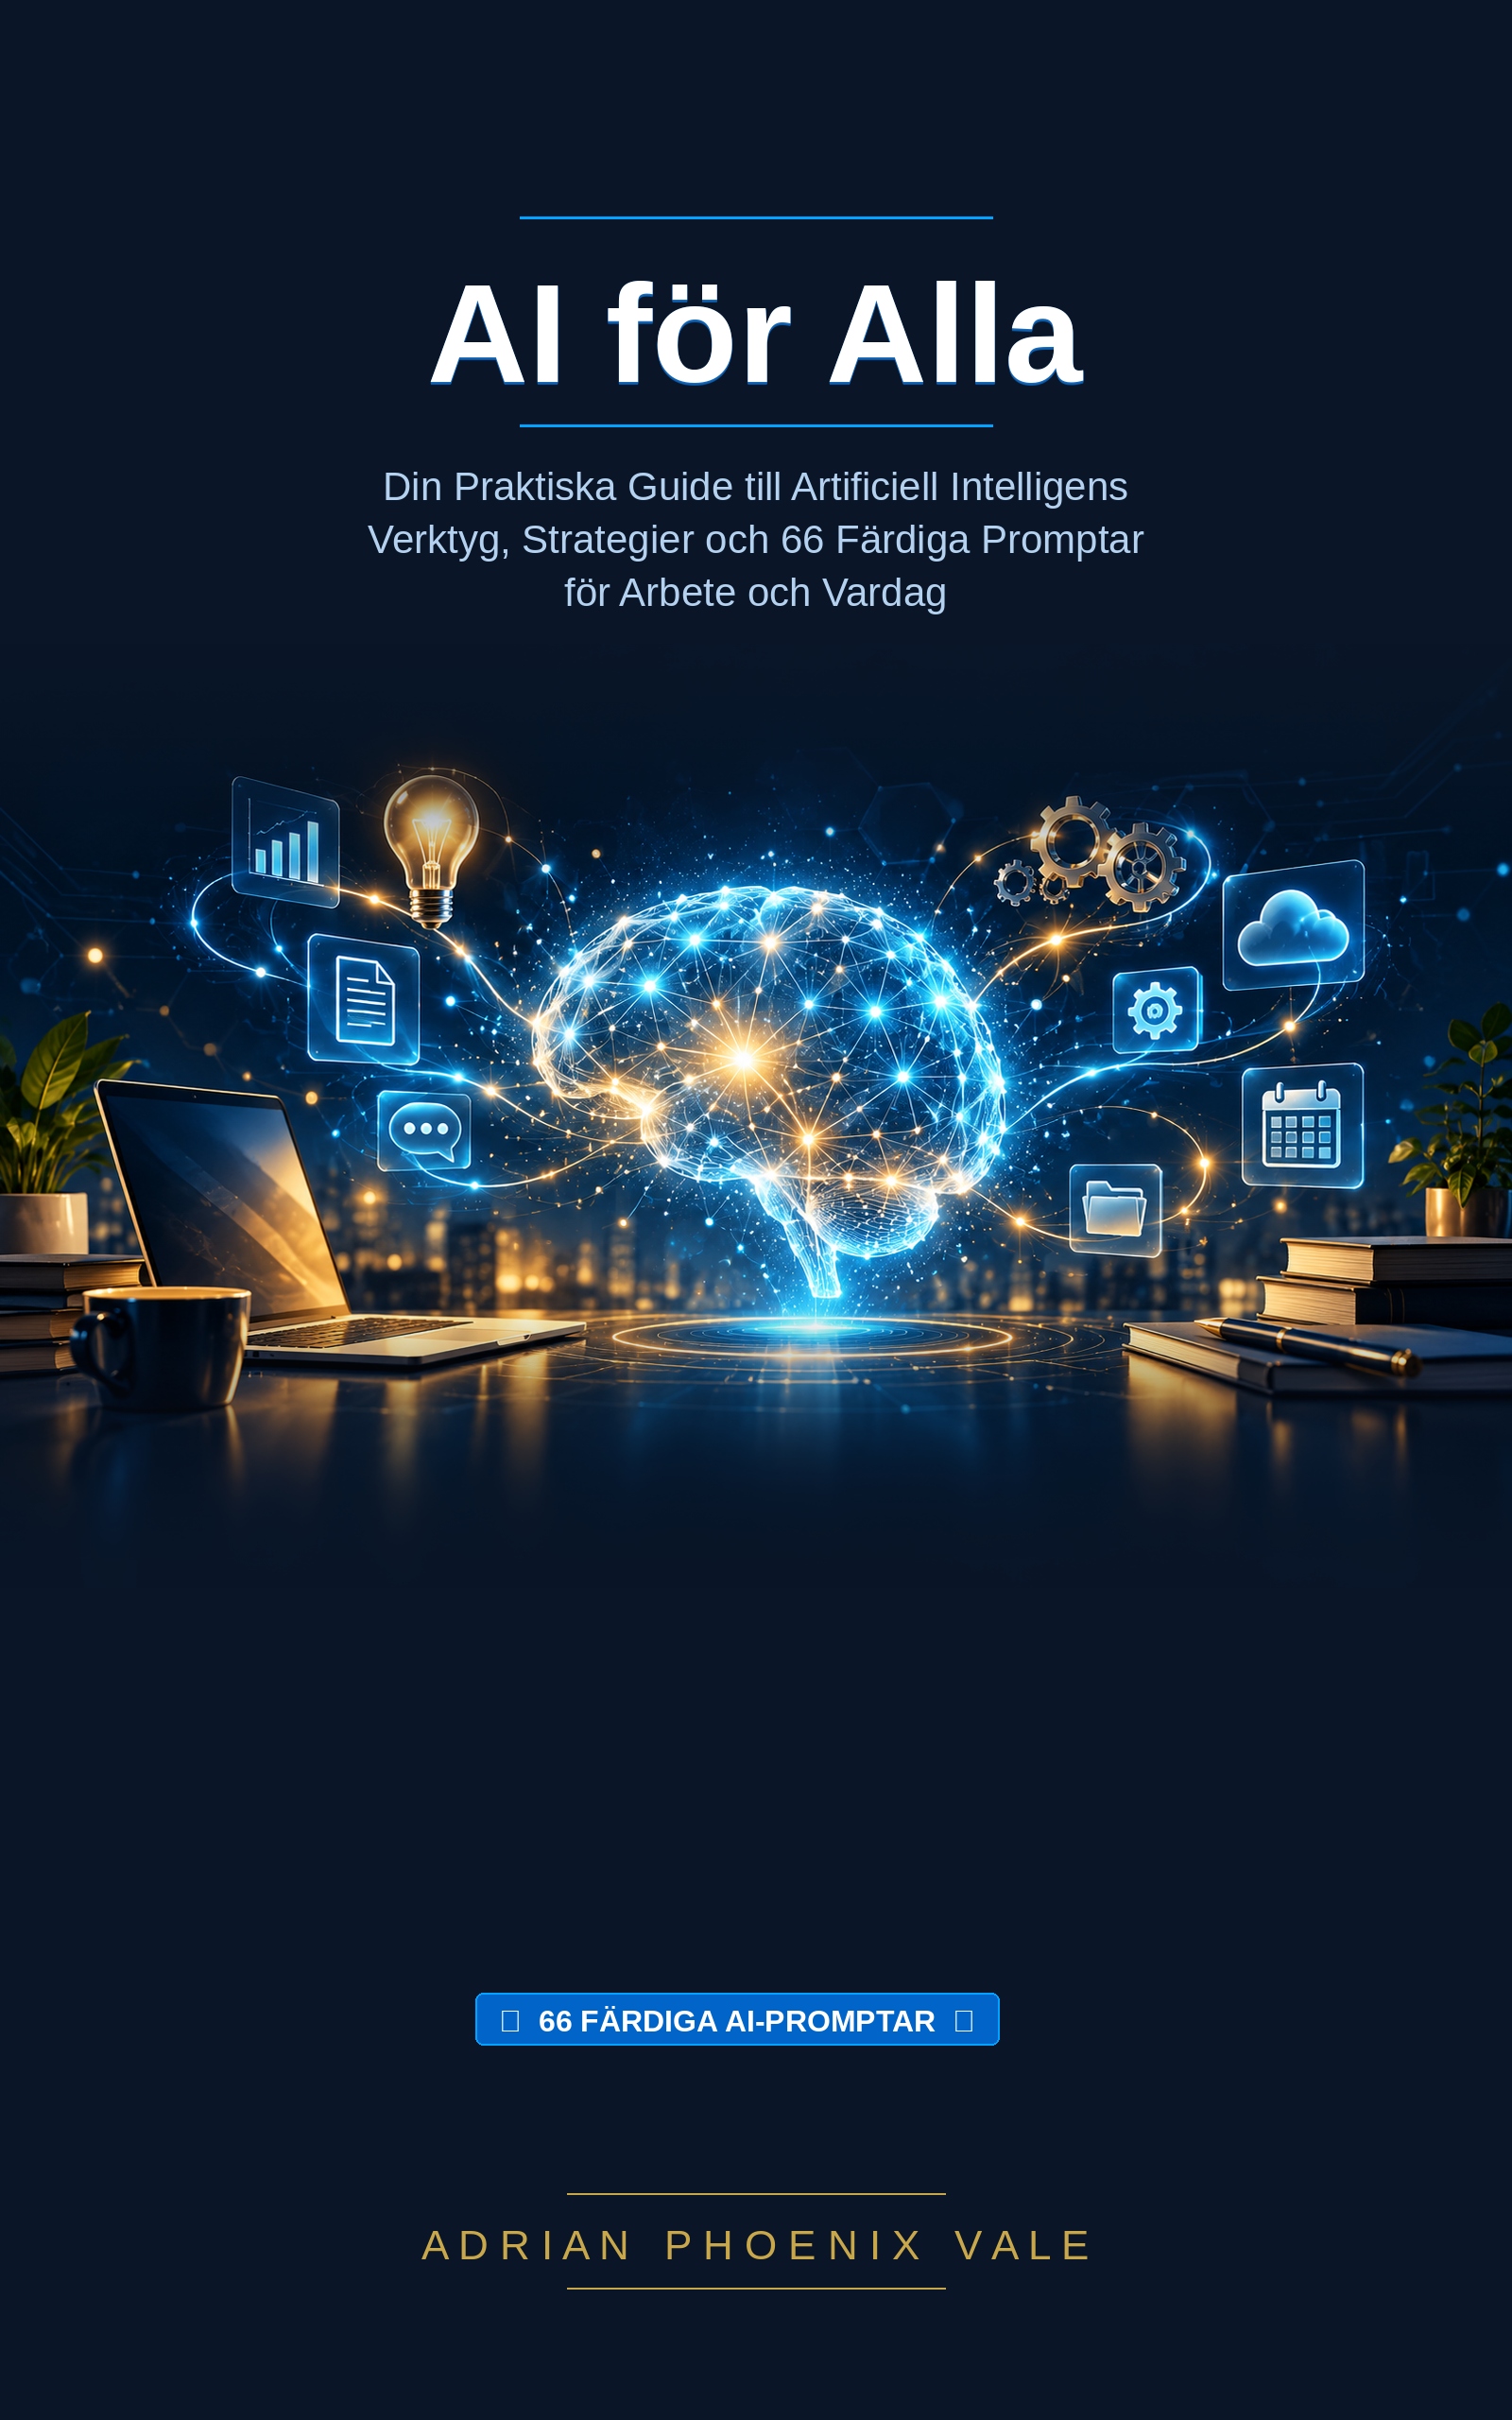 AI för Alla
Din Praktiska Guide till Artificiell Intelligens
Verktyg, Strategier och 66 Färdiga Promptar
för Arbete och Vardag
66 FÄRDIGA AI-PROMPTAR
ADRIAN PHOENIX VALE